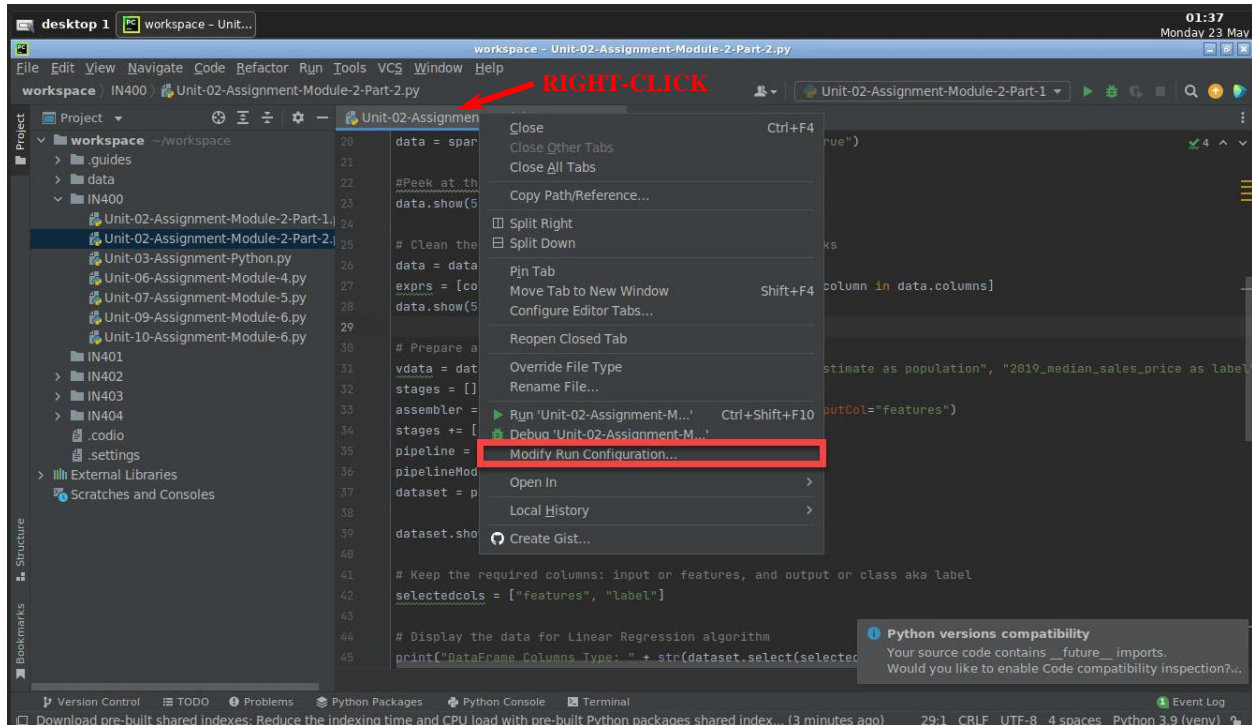 desktop 1 workspace – Unit...
01:37
Monday 23 May
workspace – Unit-02-Assignment-Module-2-Part-2.py
File Edit View Navigate Code Refactor Run Tools VCS Window Help
workspace IN400 Unit-02-Assignment-Module-2-Part-2.py
RIGHT-CLICK
Unit-02-Assignment-Module-2-Part-1
Project
Project
Unit-02-Assignmen
workspace ~/workspace
.guides
data
IN400
Unit-02-Assignment-Module-2-Part-1.
Unit-02-Assignment-Module-2-Part-2.
Unit-03-Assignment-Python.py
Unit-06-Assignment-Module-4.py
Unit-07-Assignment-Module-5.py
Unit-09-Assignment-Module-6.py
Unit-10-Assignment-Module-6.py
IN401
IN402
IN403
IN404
.codio
.settings
External Libraries
Scratches and Consoles
Structure
Bookmarks
20 data = spar rue")
4
21
22 #Peek at th
23 data.show(5
24
25 # Clean the ks
26 data = data
27 exprs = [co column in data.columns]
28 data.show(5
29
30 # Prepare a
31 vdata = dat stimate as population", "2019_median_sales_price as label
32 stages = []
33 assembler = putCol="features")
34 stages += [
35 pipeline =
36 pipelineMod
37 dataset = p
38
39 dataset.sho
40
41 # Keep the required columns: input or features, and output or class aka label
42 selectedcols = ["features", "label"]
43
44 # Display the data for Linear Regression algorithm
45 print("DataFrame Columns Type: " + str(dataset.select(selectec
Close Ctrl+F4
Close Other Tabs
Close All Tabs
Copy Path/Reference...
Split Right
Split Down
Pin Tab
Move Tab to New Window Shift+F4
Configure Editor Tabs...
Reopen Closed Tab
Override File Type
Rename File...
Run 'Unit-02-Assignment-M...' Ctrl+Shift+F10
Debug 'Unit-02-Assignment-M...'
Modify Run Configuration...
Open In
Local History
Create Gist...
Python versions compatibility
Your source code contains __future__ imports.
Would you like to enable Code compatibility inspection?...
Version Control TODO Problems Python Packages Python Console Terminal 1 Event Log
Download pre-built shared indexes: Reduce the indexing time and CPU load with pre-built Python packages shared index... (3 minutes ago) 29:1 CRLF UTF-8 4 spaces Python 3.9 (venv)